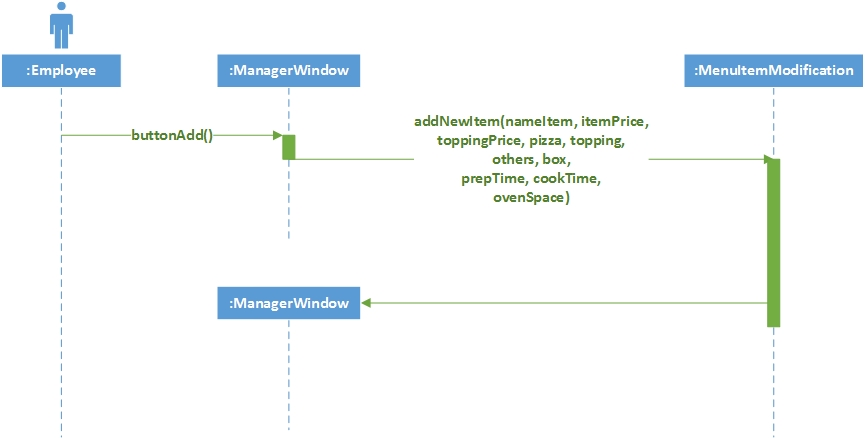 :Employee
:ManagerWindow
:MenuItemModification
buttonAdd()
addNewItem(nameItem, itemPrice,
toppingPrice, pizza, topping,
others, box,
prepTime, cookTime,
ovenSpace)
:ManagerWindow